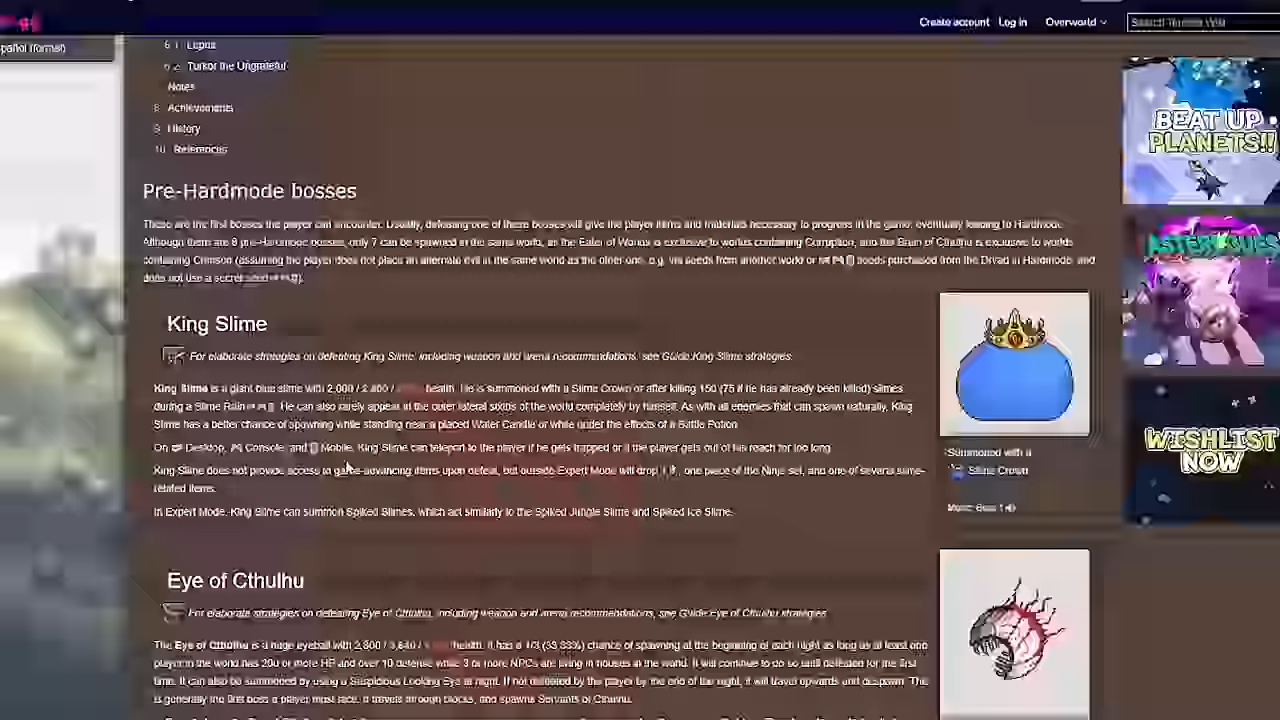 Create account Log in Overworld Search Terraria Wiki
pañol (formal)
6.1 Lepus
6.2 Turkor the Ungrateful
Notes
8 Achievements
9 History
10 References
BEAT UP PLANETS!!
Pre-Hardmode bosses
These are the first bosses the player can encounter. Usually, defeating one of these bosses will give the player items and materials necessary to progress in the game, eventually leading to Hardmode.
Although there are 8 pre-Hardmode bosses, only 7 can be spawned in the same world, as the Eater of Worlds is exclusive to worlds containing Corruption, and the Brain of Cthulhu is exclusive to worlds
containing Crimson (assuming the player does not place an alternate evil in the same world as the other one, e.g. via seeds from another world or seeds purchased from the Dryad in Hardmode, and
does not use a secret seed).
King Slime
For elaborate strategies on defeating King Slime, including weapon and arena recommendations, see Guide:King Slime strategies.
King Slime is a giant blue slime with 2,000 / 2,800 / health. He is summoned with a Slime Crown or after killing 150 (75 if he has already been killed) slimes
during a Slime Rain. He can also rarely appear in the outer lateral sixths of the world completely by himself. As with all enemies that can spawn naturally, King
Slime has a better chance of spawning while standing near a placed Water Candle or while under the effects of a Battle Potion.
On Desktop, Console, and Mobile, King Slime can teleport to the player if he gets trapped or if the player gets out of his reach for too long.
King Slime does not provide access to game-advancing items upon defeat, but outside Expert Mode will drop, one piece of the Ninja set, and one of several slime-
related items.
In Expert Mode, King Slime can summon Spiked Slimes, which act similarly to the Spiked Jungle Slime and Spiked Ice Slime.
Summoned with a
Slime Crown
Music: Boss 1
WISHLIST NOW
Eye of Cthulhu
For elaborate strategies on defeating Eye of Cthulhu, including weapon and arena recommendations, see Guide:Eye of Cthulhu strategies.
The Eye of Cthulhu is a huge eyeball with 2,800 / 3,640 / health. It has a 1/3 (33.33%) chance of spawning at the beginning of each night as long as at least one
player in the world has 200 or more HP and over 10 defense while 3 or more NPCs are living in houses in the world. It will continue to do so until defeated for the first
time. It can also be summoned by using a Suspicious Looking Eye at night. If not defeated by the player by the end of the night, it will travel upwards and despawn. This
is generally the first boss a player must face. It travels through blocks, and spawns Servants of Cthulhu.